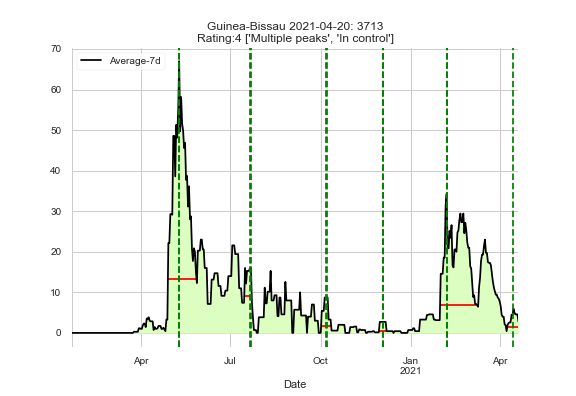 Guinea-Bissau 2021-04-20: 3713
Rating:4 ['Multiple peaks', 'In control']
Average-7d
70
60
50
40
30
20
10
0
Apr
Jul
Oct
Jan
2021
Apr
Date